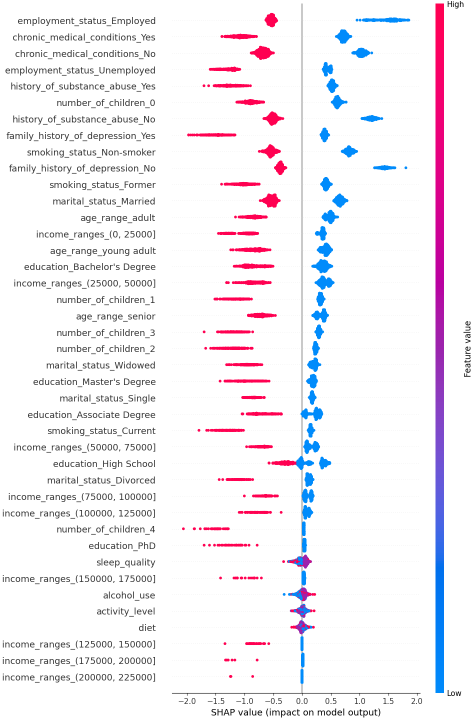 High
employment_status_Employed
chronic_medical_conditions_Yes
chronic_medical_conditions_No
employment_status_Unemployed
history_of_substance_abuse_Yes
number_of_children_0
history_of_substance_abuse_No
family_history_of_depression_Yes
smoking_status_Non-smoker
family_history_of_depression_No
smoking_status_Former
marital_status_Married
age_range_adult
income_ranges_(0, 25000]
age_range_young adult
education_Bachelor's Degree
income_ranges_(25000, 50000]
number_of_children_1
age_range_senior
number_of_children_3
number_of_children_2
marital_status_Widowed
education_Master's Degree
marital_status_Single
education_Associate Degree
smoking_status_Current
income_ranges_(50000, 75000]
education_High School
marital_status_Divorced
income_ranges_(75000, 100000]
income_ranges_(100000, 125000]
number_of_children_4
education_PhD
sleep_quality
income_ranges_(150000, 175000]
alcohol_use
activity_level
diet
income_ranges_(125000, 150000]
income_ranges_(175000, 200000]
income_ranges_(200000, 225000]
Low
Feature value
−2.0 −1.5 −1.0 −0.5 0.0 0.5 1.0 1.5 2.0
SHAP value (impact on model output)